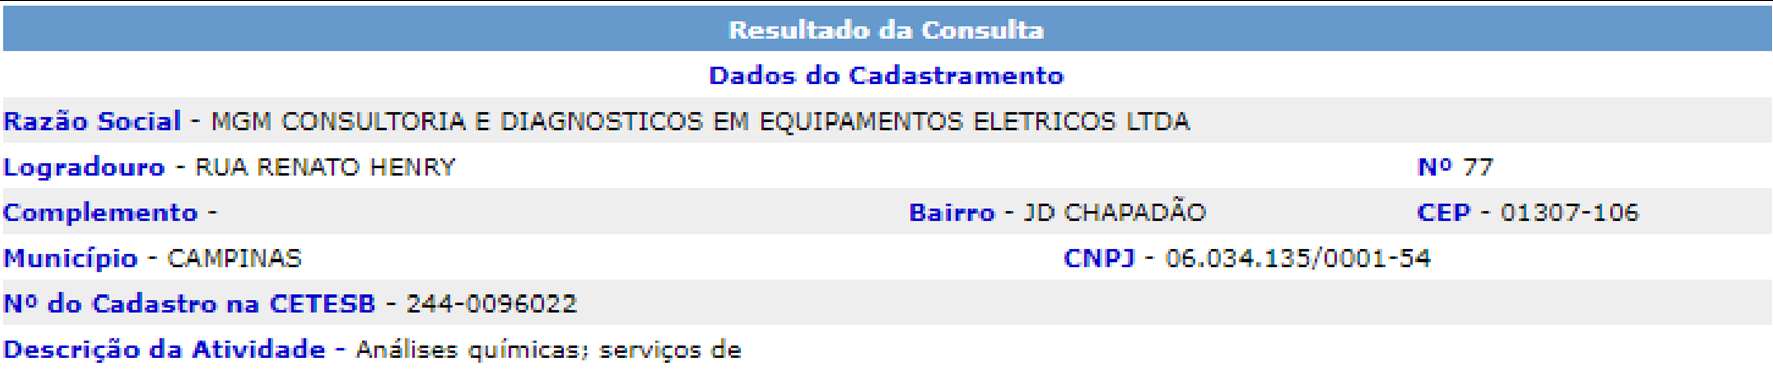 Resultado da Consulta
Dados do Cadastramento
Razão Social - MGM CONSULTORIA E DIAGNOSTICOS EM EQUIPAMENTOS ELETRICOS LTDA
Logradouro - RUA RENATO HENRY Nº 77
Complemento - Bairro - JD CHAPADÃO CEP - 01307-106
Município - CAMPINAS CNPJ - 06.034.135/0001-54
Nº do Cadastro na CETESB - 244-0096022
Descrição da Atividade - Análises químicas; serviços de